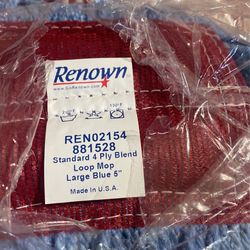 Renown
www.GoRenown.com
REN02154
881528
Standard 4 Ply Blend
Loop Mop
Large Blue 5"
Made In U.S.A.